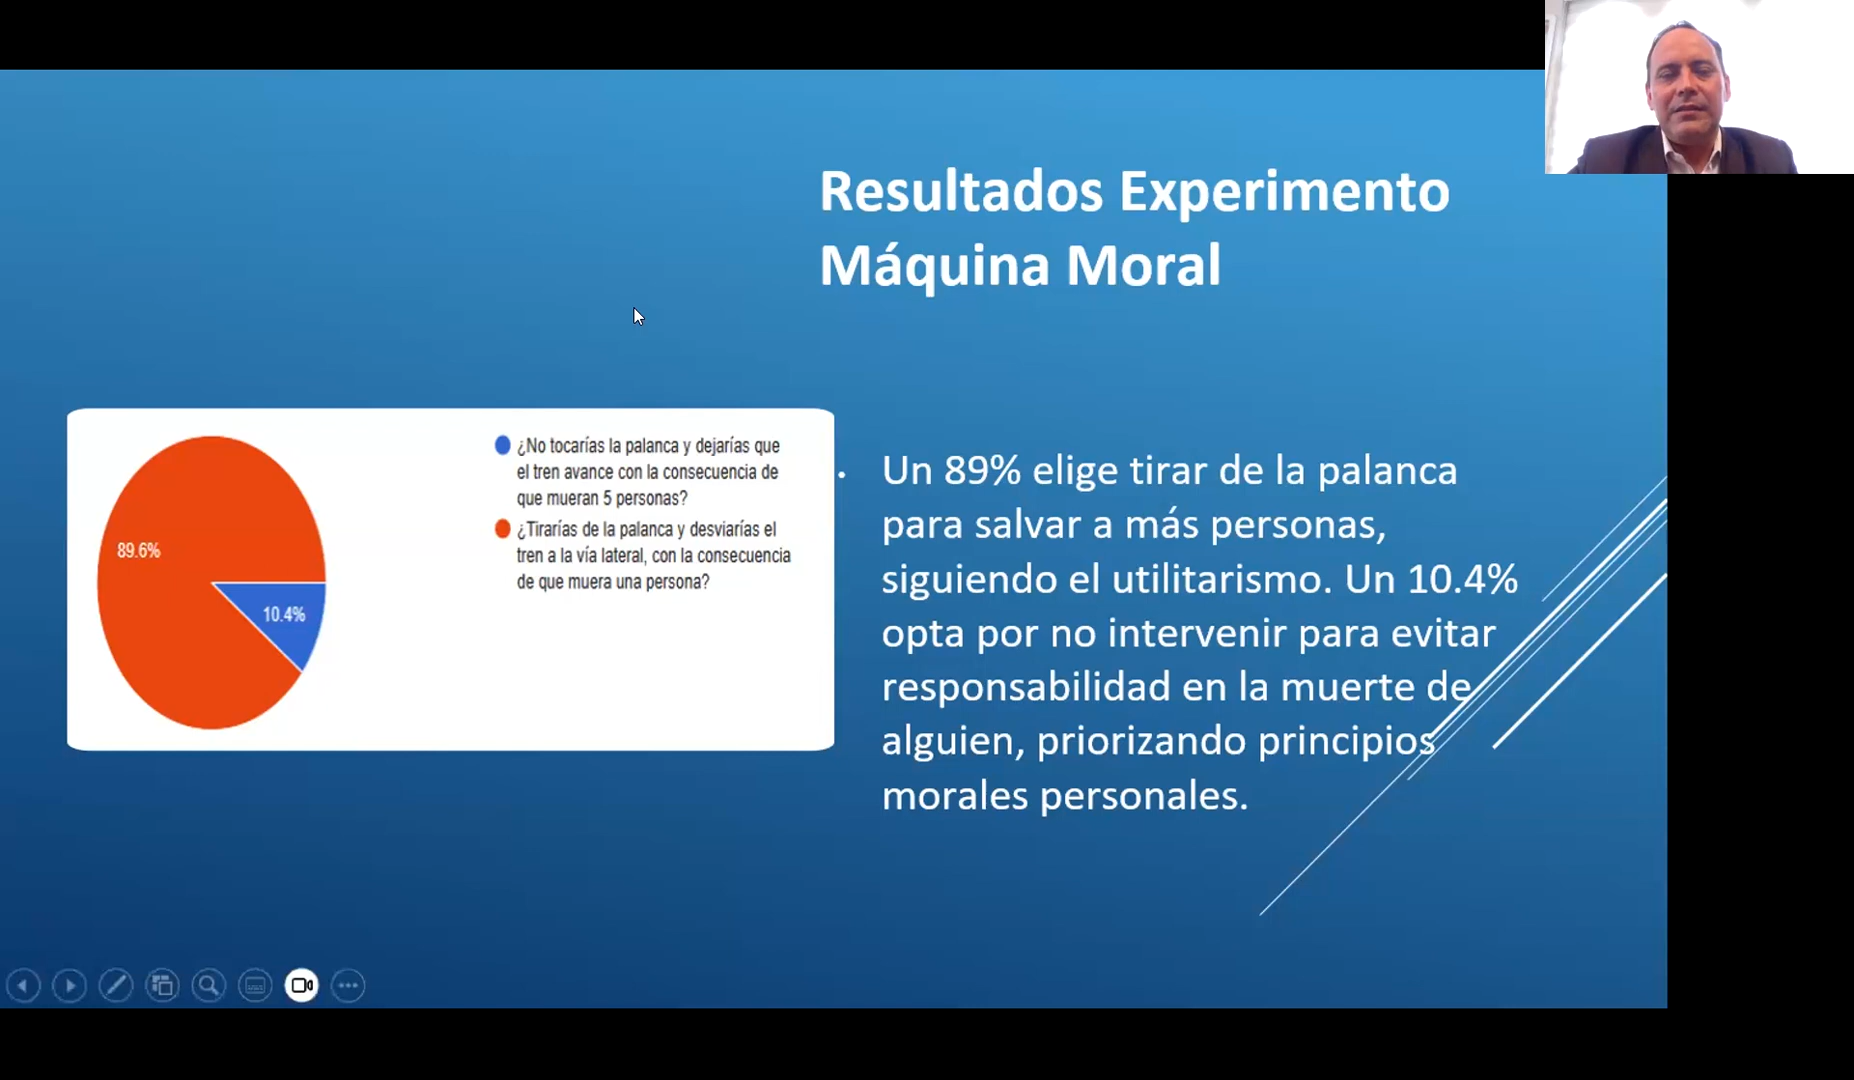 Resultados Experimento
Máquina Moral
89.6%
10.4%
¿No tocarías la palanca y dejarías que
el tren avance con la consecuencia de
que mueran 5 personas?
¿Tirarías de la palanca y desviarías el
tren a la vía lateral, con la consecuencia
de que muera una persona?
• Un 89% elige tirar de la palanca
para salvar a más personas,
siguiendo el utilitarismo. Un 10.4%
opta por no intervenir para evitar
responsabilidad en la muerte de
alguien, priorizando principios
morales personales.